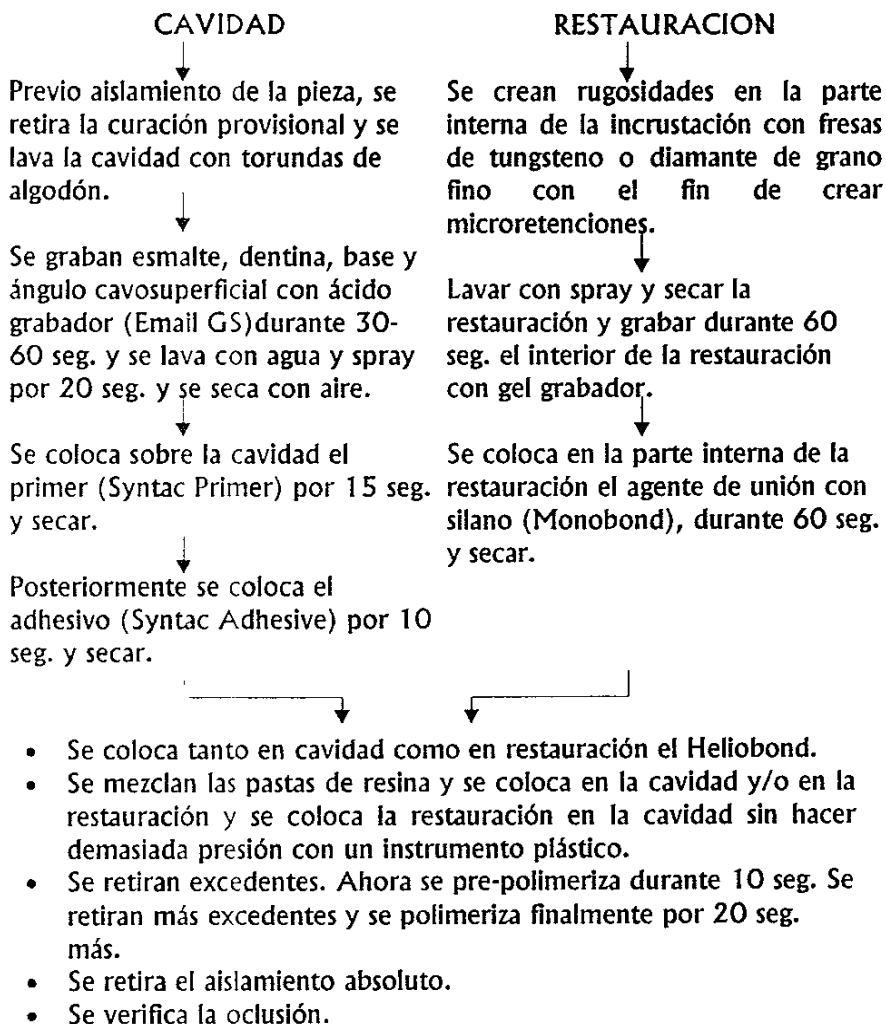 CAVIDAD
Previo aislamiento de la pieza, se
retira la curación provisional y se
lava la cavidad con torundas de
algodón.
Se graban esmalte, dentina, base y
ángulo cavosuperficial con ácido
grabador (Email GS)durante 30-
60 seg. y se lava con agua y spray
por 20 seg. y se seca con aire.
Se coloca sobre la cavidad el
primer (Syntac Primer) por 15 seg.
y secar.
Posteriormente se coloca el
adhesivo (Syntac Adhesive) por 10
seg. y secar.
RESTAURACION
Se crean rugosidades en la parte
interna de la incrustación con fresas
de tungsteno o diamante de grano
fino con el fin de crear
microretenciones.
Lavar con spray y secar la
restauración y grabar durante 60
seg. el interior de la restauración
con gel grabador.
Se coloca en la parte interna de la
restauración el agente de unión con
silano (Monobond), durante 60 seg.
y secar.
• Se coloca tanto en cavidad como en restauración el Heliobond.
• Se mezclan las pastas de resina y se coloca en la cavidad y/o en la
restauración y se coloca la restauración en la cavidad sin hacer
demasiada presión con un instrumento plástico.
• Se retiran excedentes. Ahora se pre-polimeriza durante 10 seg. Se
retiran más excedentes y se polimeriza finalmente por 20 seg.
más.
• Se retira el aislamiento absoluto.
• Se verifica la oclusión.